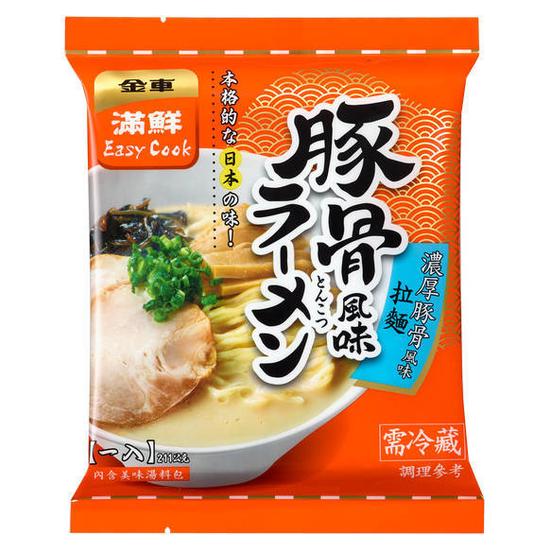 金車
滿鮮
Easy Cook
本格的な日本の味！
豚骨風味
とんこつ
ラーメン
濃厚豚骨風味
拉麵
【一入】211公克
內含美味湯料包
需冷藏
調理參考